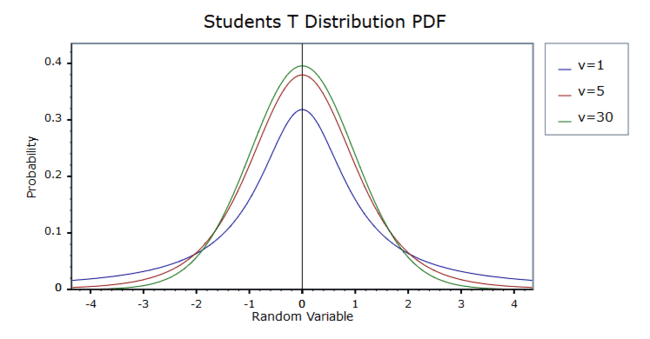 Students T Distribution PDF
0.4
0.3
0.2
0.1
0
Probability
-4 -3 -2 -1 0 1 2 3 4
Random Variable
v=1
v=5
v=30